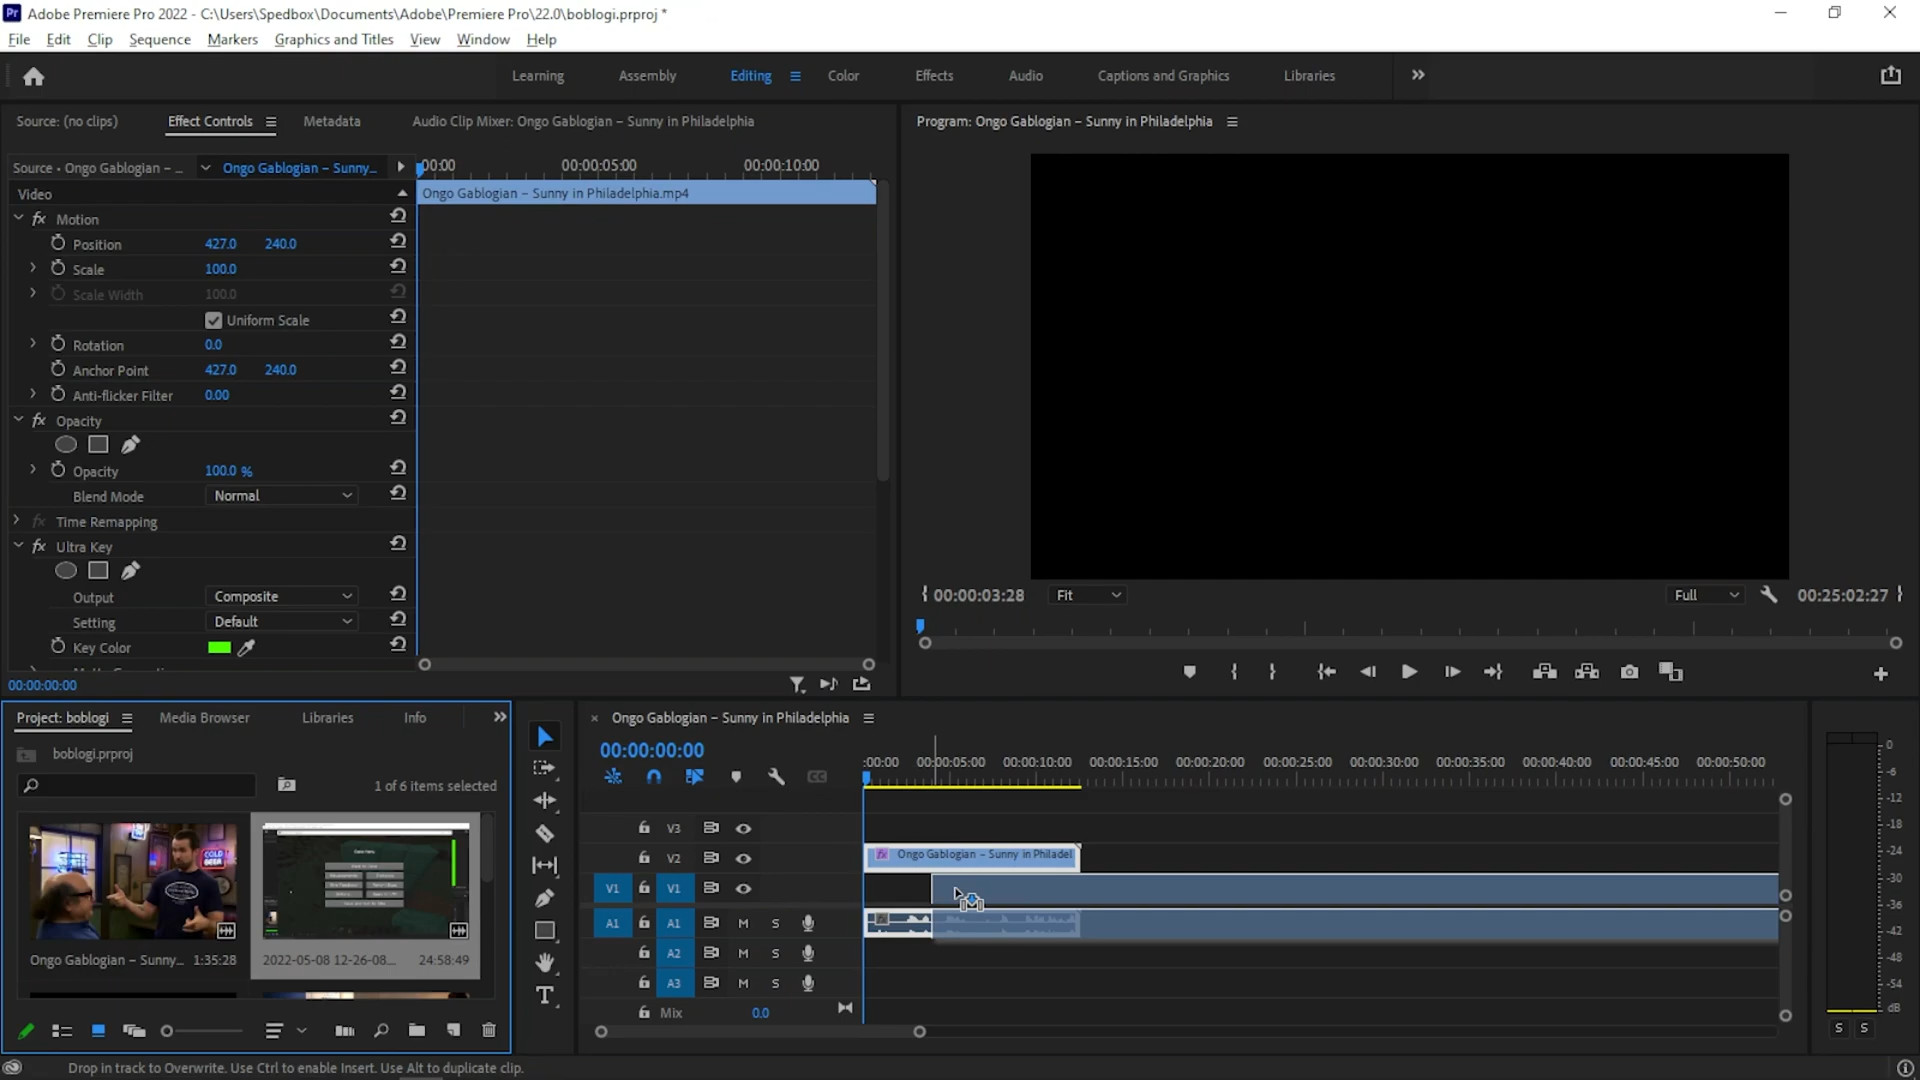 Adobe Premiere Pro 2022 - C:\Users\Spedbox\Documents\Adobe\Premiere Pro\22.0\boblogi.prproj *
File Edit Clip Sequence Markers Graphics and Titles View Window Help
Learning Assembly Editing Color Effects Audio Captions and Graphics Libraries
Source: (no clips) Effect Controls Metadata Audio Clip Mixer: Ongo Gablogian – Sunny in Philadelphia
Program: Ongo Gablogian – Sunny in Philadelphia
Source • Ongo Gablogian – ... Ongo Gablogian – Sunny...
00:00 00:00:05:00 00:00:10:00
Video
Ongo Gablogian – Sunny in Philadelphia.mp4
fx Motion
Position 427.0 240.0
Scale 100.0
Scale Width 100.0
Uniform Scale
Rotation 0.0
Anchor Point 427.0 240.0
Anti-flicker Filter 0.00
fx Opacity
Opacity 100.0 %
Blend Mode Normal
fx Time Remapping
fx Ultra Key
Output Composite
Setting Default
Key Color
00:00:00:00
00:00:03:28 Fit Full 00:25:02:27
Project: boblogi Media Browser Libraries Info
boblogi.prproj
1 of 6 items selected
Ongo Gablogian – Sunny... 1:35:28
2022-05-08 12-26-08... 24:58:49
Ongo Gablogian – Sunny in Philadelphia
00:00:00:00
:00:00 00:00:05:00 00:00:10:00 00:00:15:00 00:00:20:00 00:00:25:00 00:00:30:00 00:00:35:00 00:00:40:00 00:00:45:00 00:00:50:00
V3
V2
fx Ongo Gablogian – Sunny in Philadel
V1 V1
A1 A1 M S
A2 M S
A3 M S
Mix 0.0
0
-6
-12
-18
-24
-30
-36
-42
-48
-54
dB
S S
Drop in track to Overwrite. Use Ctrl to enable Insert. Use Alt to duplicate clip.